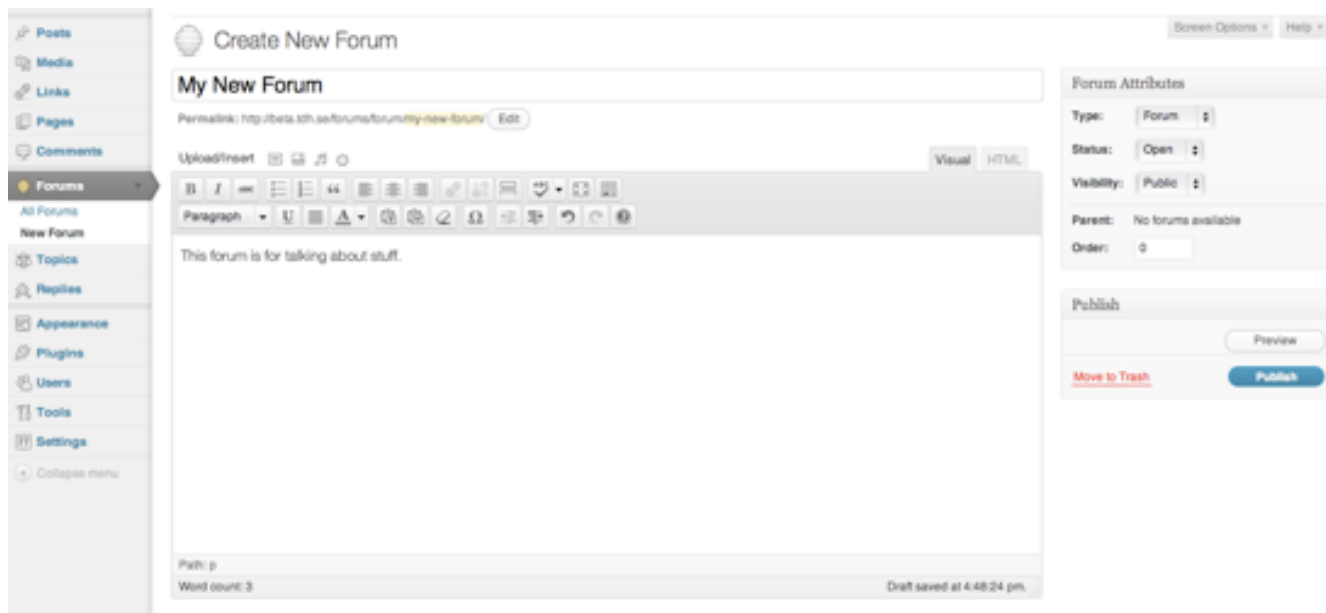 Posts
Media
Links
Pages
Comments
Forums
All Forums
New Forum
Topics
Replies
Appearance
Plugins
Users
Tools
Settings
Collapse menu
Screen Options
Help
Create New Forum
My New Forum
Permalink: http://beta.tdh.se/forums/forum/my-new-forum/ Edit
Upload/Insert
Visual HTML
B I ABC
Paragraph U A Ω
This forum is for talking about stuff.
Path: p
Word count: 3
Draft saved at 4:48:24 pm.
Forum Attributes
Type: Forum
Status: Open
Visibility: Public
Parent: No forums available
Order: 0
Publish
Preview
Move to Trash Publish